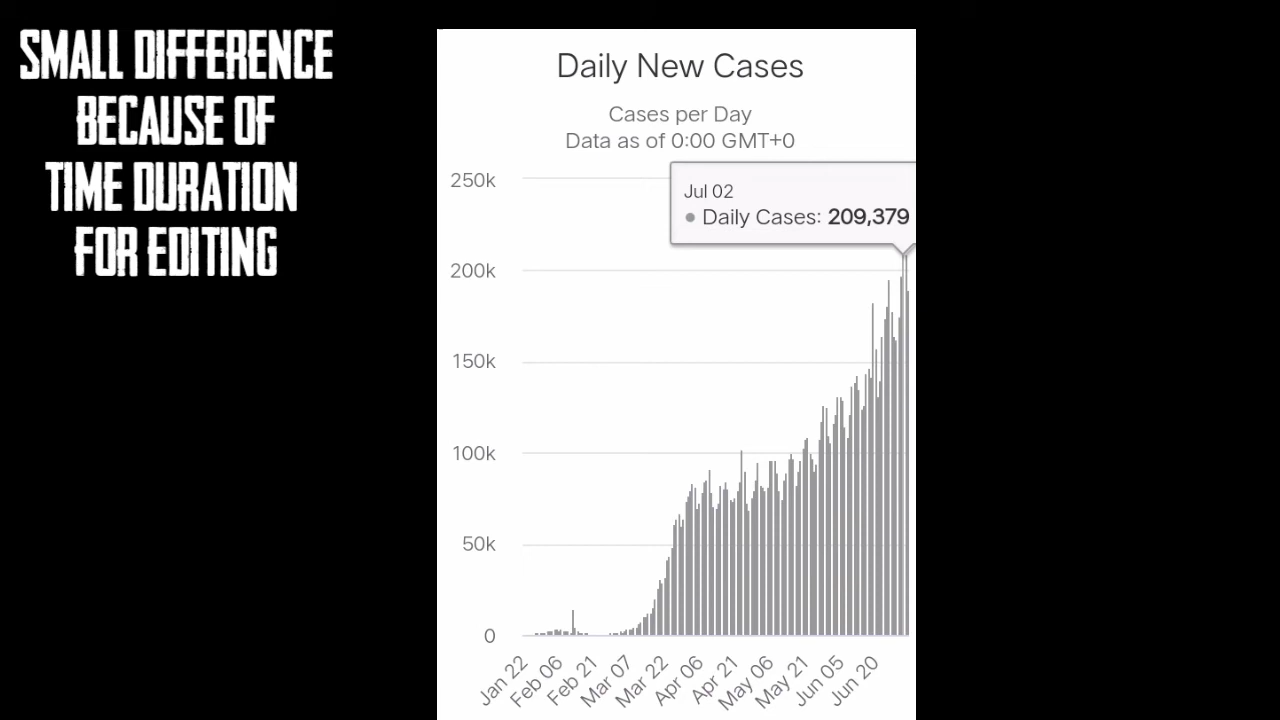 SMALL DIFFERENCE
BECAUSE OF
TIME DURATION
FOR EDITING
Daily New Cases
Cases per Day
Data as of 0:00 GMT+0
250k
Jul 02
Daily Cases: 209,379
200k
150k
100k
50k
0
Jan 22
Feb 06
Feb 21
Mar 07
Mar 22
Apr 06
Apr 21
May 06
May 21
Jun 05
Jun 20